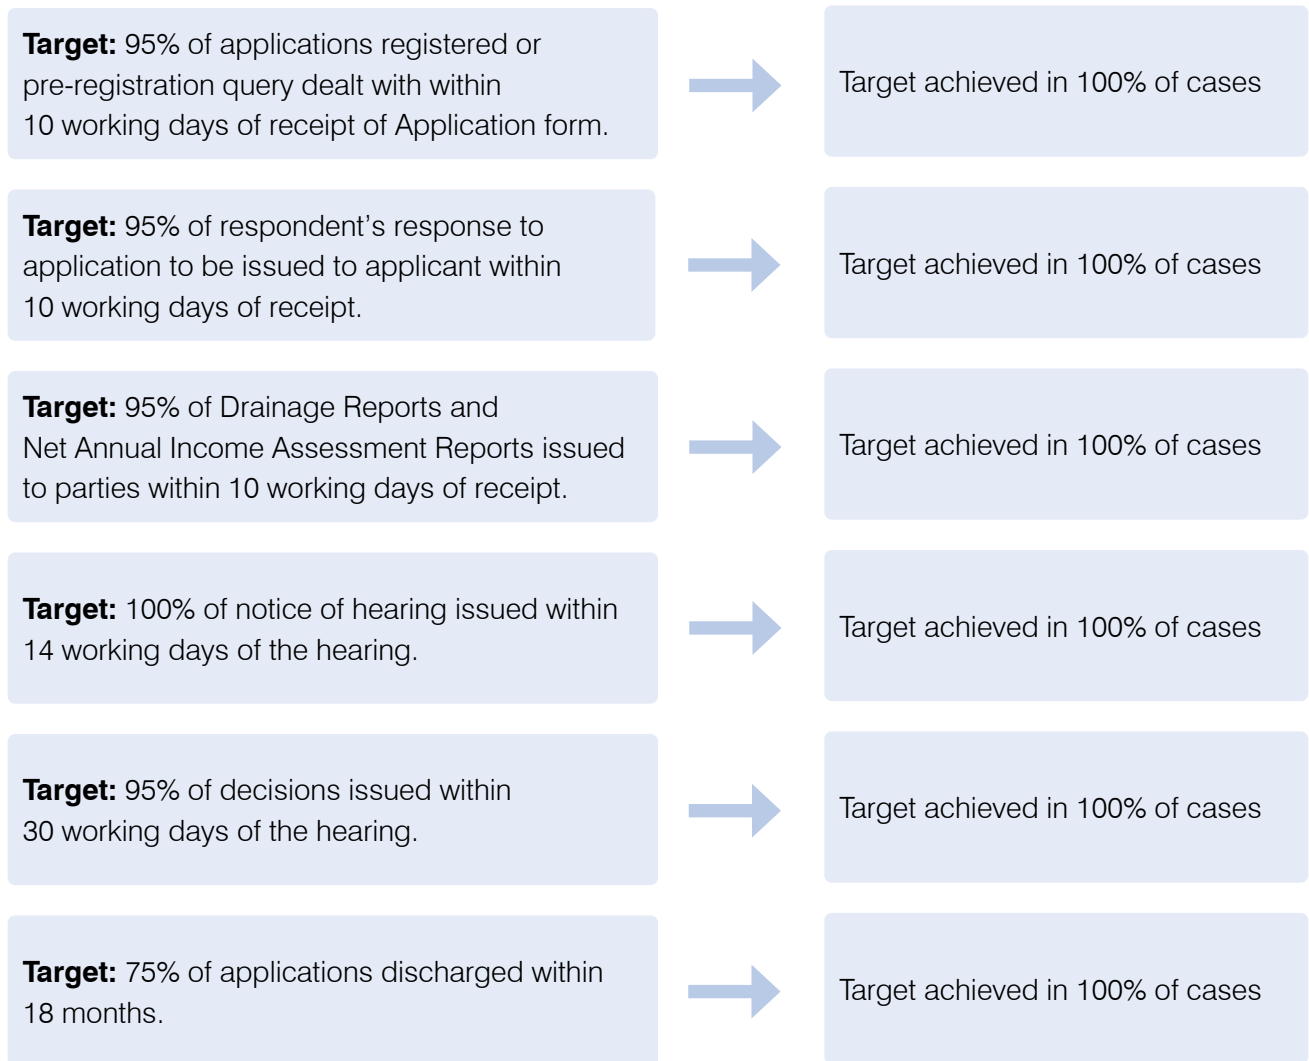 Target: 95% of applications registered or
pre-registration query dealt with within
10 working days of receipt of Application form.
Target achieved in 100% of cases
Target: 95% of respondent’s response to
application to be issued to applicant within
10 working days of receipt.
Target achieved in 100% of cases
Target: 95% of Drainage Reports and
Net Annual Income Assessment Reports issued
to parties within 10 working days of receipt.
Target achieved in 100% of cases
Target: 100% of notice of hearing issued within
14 working days of the hearing.
Target achieved in 100% of cases
Target: 95% of decisions issued within
30 working days of the hearing.
Target achieved in 100% of cases
Target: 75% of applications discharged within
18 months.
Target achieved in 100% of cases